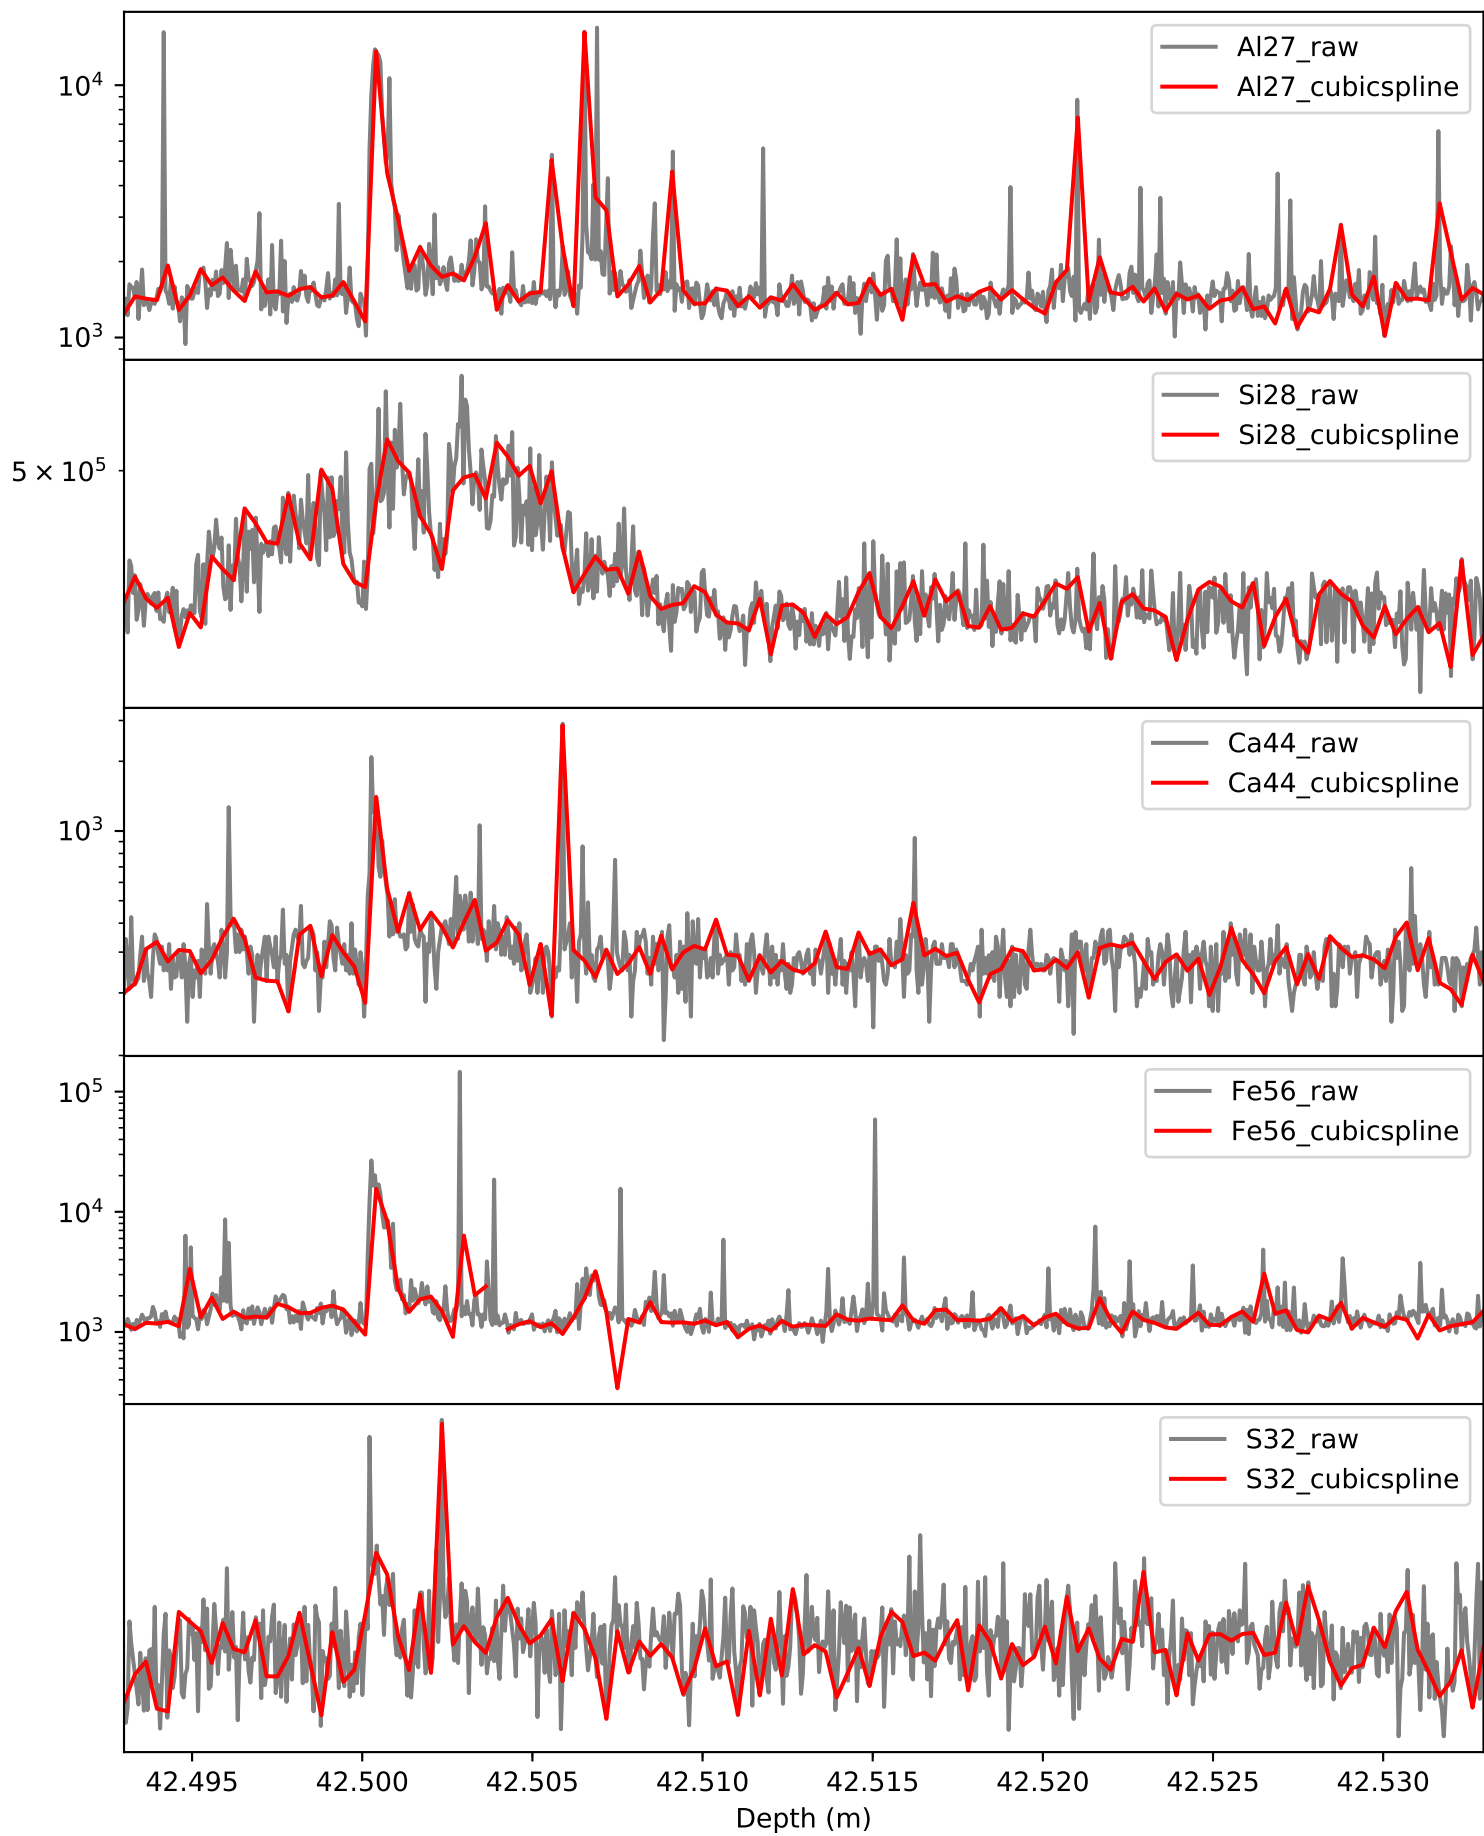 Al27_raw
Al27_cubicspline
10⁴
10³
Si28_raw
Si28_cubicspline
5 × 10⁵
Ca44_raw
Ca44_cubicspline
10³
Fe56_raw
Fe56_cubicspline
10⁵
10⁴
10³
S32_raw
S32_cubicspline
42.495 42.500 42.505 42.510 42.515 42.520 42.525 42.530
Depth (m)